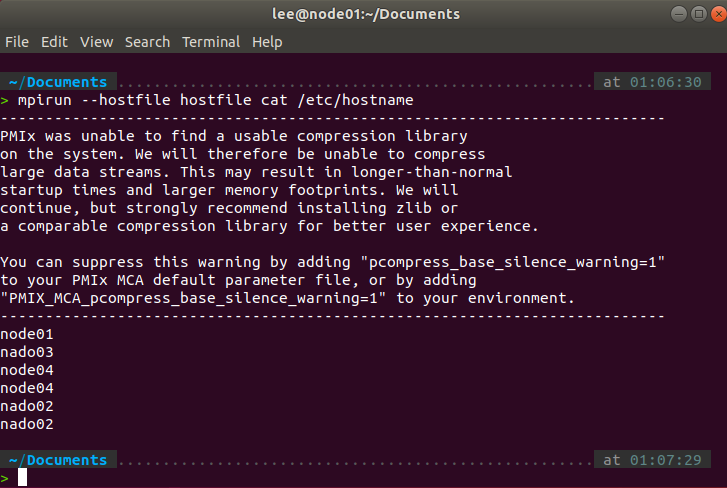 lee@node01:~/Documents
File Edit View Search Terminal Help
~/Documents at 01:06:30
> mpirun --hostfile hostfile cat /etc/hostname
--------------------------------------------------------------------------
PMIx was unable to find a usable compression library
on the system. We will therefore be unable to compress
large data streams. This may result in longer-than-normal
startup times and larger memory footprints. We will
continue, but strongly recommend installing zlib or
a comparable compression library for better user experience.
You can suppress this warning by adding "pcompress_base_silence_warning=1"
to your PMIx MCA default parameter file, or by adding
"PMIX_MCA_pcompress_base_silence_warning=1" to your environment.
--------------------------------------------------------------------------
node01
nado03
node04
node04
nado02
nado02
~/Documents at 01:07:29
>